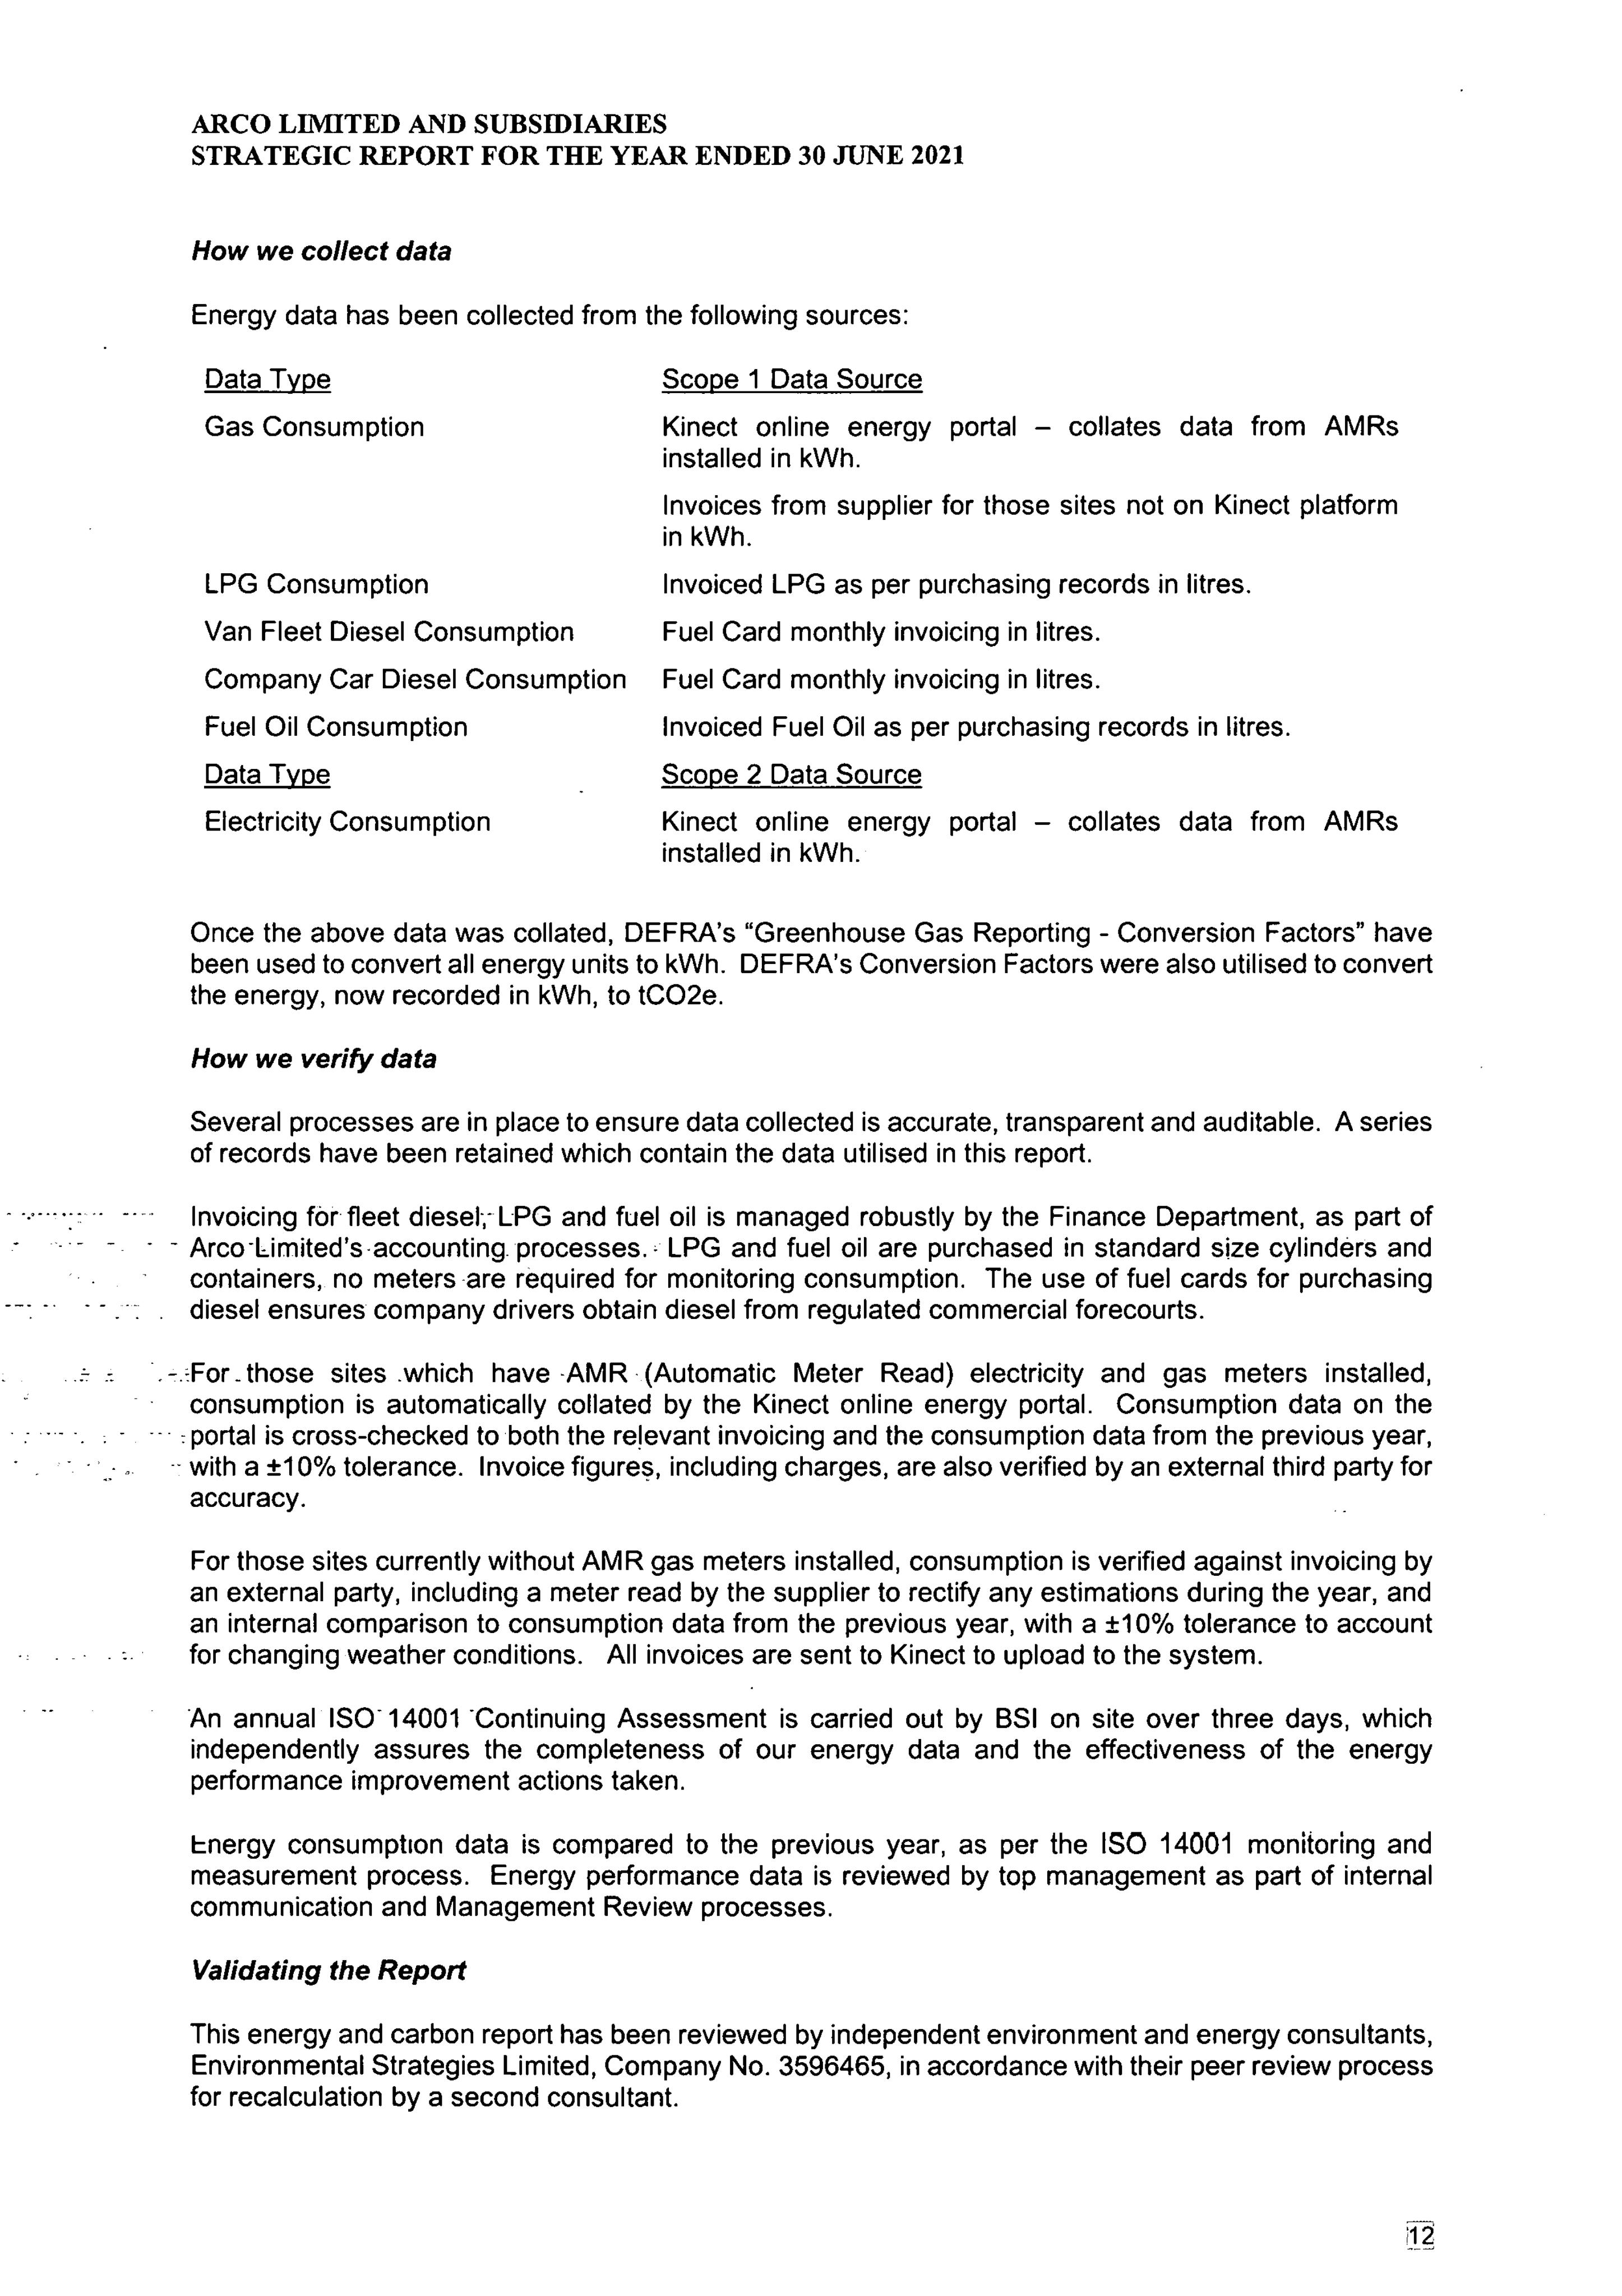 ARCO LIMITED AND SUBSIDIARIES
STRATEGIC REPORT FOR THE YEAR ENDED 30 JUNE 2021
How we collect data
Energy data has been collected from the following sources:
Data Type Scope 1 Data Source
Gas Consumption Kinect online energy portal – collates data from AMRs
installed in kWh.
Invoices from supplier for those sites not on Kinect platform
in kWh.
LPG Consumption Invoiced LPG as per purchasing records in litres.
Van Fleet Diesel Consumption Fuel Card monthly invoicing in litres.
Company Car Diesel Consumption Fuel Card monthly invoicing in litres.
Fuel Oil Consumption Invoiced Fuel Oil as per purchasing records in litres.
Data Type Scope 2 Data Source
Electricity Consumption Kinect online energy portal – collates data from AMRs
installed in kWh.
Once the above data was collated, DEFRA's “Greenhouse Gas Reporting - Conversion Factors” have
been used to convert all energy units to kWh. DEFRA's Conversion Factors were also utilised to convert
the energy, now recorded in kWh, to tCO2e.
How we verify data
Several processes are in place to ensure data collected is accurate, transparent and auditable. A series
of records have been retained which contain the data utilised in this report.
Invoicing for fleet diesel, LPG and fuel oil is managed robustly by the Finance Department, as part of
Arco Limited's accounting processes. LPG and fuel oil are purchased in standard size cylinders and
containers, no meters are required for monitoring consumption. The use of fuel cards for purchasing
diesel ensures company drivers obtain diesel from regulated commercial forecourts.
For those sites which have AMR (Automatic Meter Read) electricity and gas meters installed,
consumption is automatically collated by the Kinect online energy portal. Consumption data on the
portal is cross-checked to both the relevant invoicing and the consumption data from the previous year,
with a ±10% tolerance. Invoice figures, including charges, are also verified by an external third party for
accuracy.
For those sites currently without AMR gas meters installed, consumption is verified against invoicing by
an external party, including a meter read by the supplier to rectify any estimations during the year, and
an internal comparison to consumption data from the previous year, with a ±10% tolerance to account
for changing weather conditions. All invoices are sent to Kinect to upload to the system.
An annual ISO 14001 Continuing Assessment is carried out by BSI on site over three days, which
independently assures the completeness of our energy data and the effectiveness of the energy
performance improvement actions taken.
Energy consumption data is compared to the previous year, as per the ISO 14001 monitoring and
measurement process. Energy performance data is reviewed by top management as part of internal
communication and Management Review processes.
Validating the Report
This energy and carbon report has been reviewed by independent environment and energy consultants,
Environmental Strategies Limited, Company No. 3596465, in accordance with their peer review process
for recalculation by a second consultant.
12